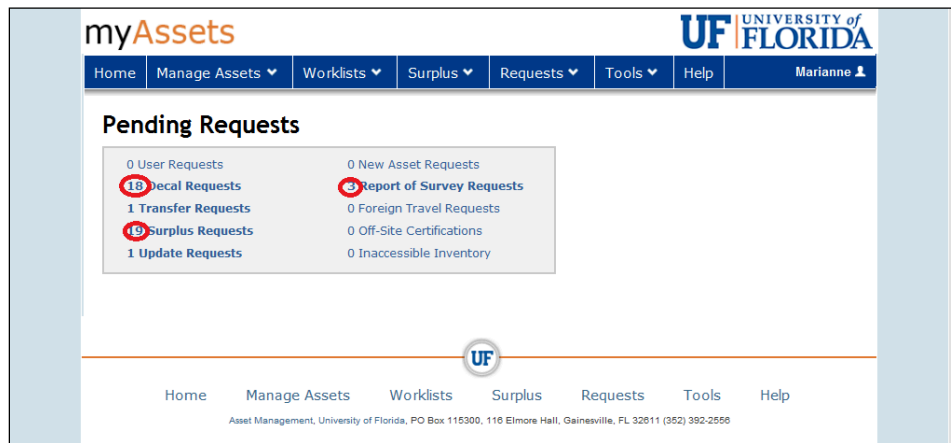 myAssets
UF UNIVERSITY of FLORIDA
Home Manage Assets Worklists Surplus Requests Tools Help Marianne
Pending Requests
0 User Requests 0 New Asset Requests
18 Decal Requests 3 Report of Survey Requests
1 Transfer Requests 0 Foreign Travel Requests
19 Surplus Requests 0 Off-Site Certifications
1 Update Requests 0 Inaccessible Inventory
UF
Home Manage Assets Worklists Surplus Requests Tools Help
Asset Management, University of Florida, PO Box 115300, 116 Elmore Hall, Gainesville, FL 32611 (352) 392-2556